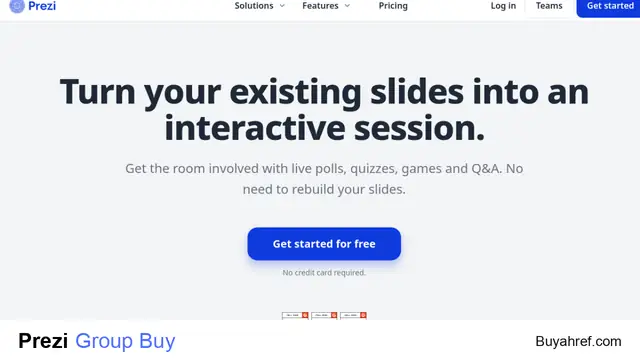 Prezi
Solutions Features Pricing Log in Teams Get started
Turn your existing slides into an
interactive session.
Get the room involved with live polls, quizzes, games and Q&A. No
need to rebuild your slides.
Get started for free
No credit card required.
Prezi Group Buy
Buyahref.com